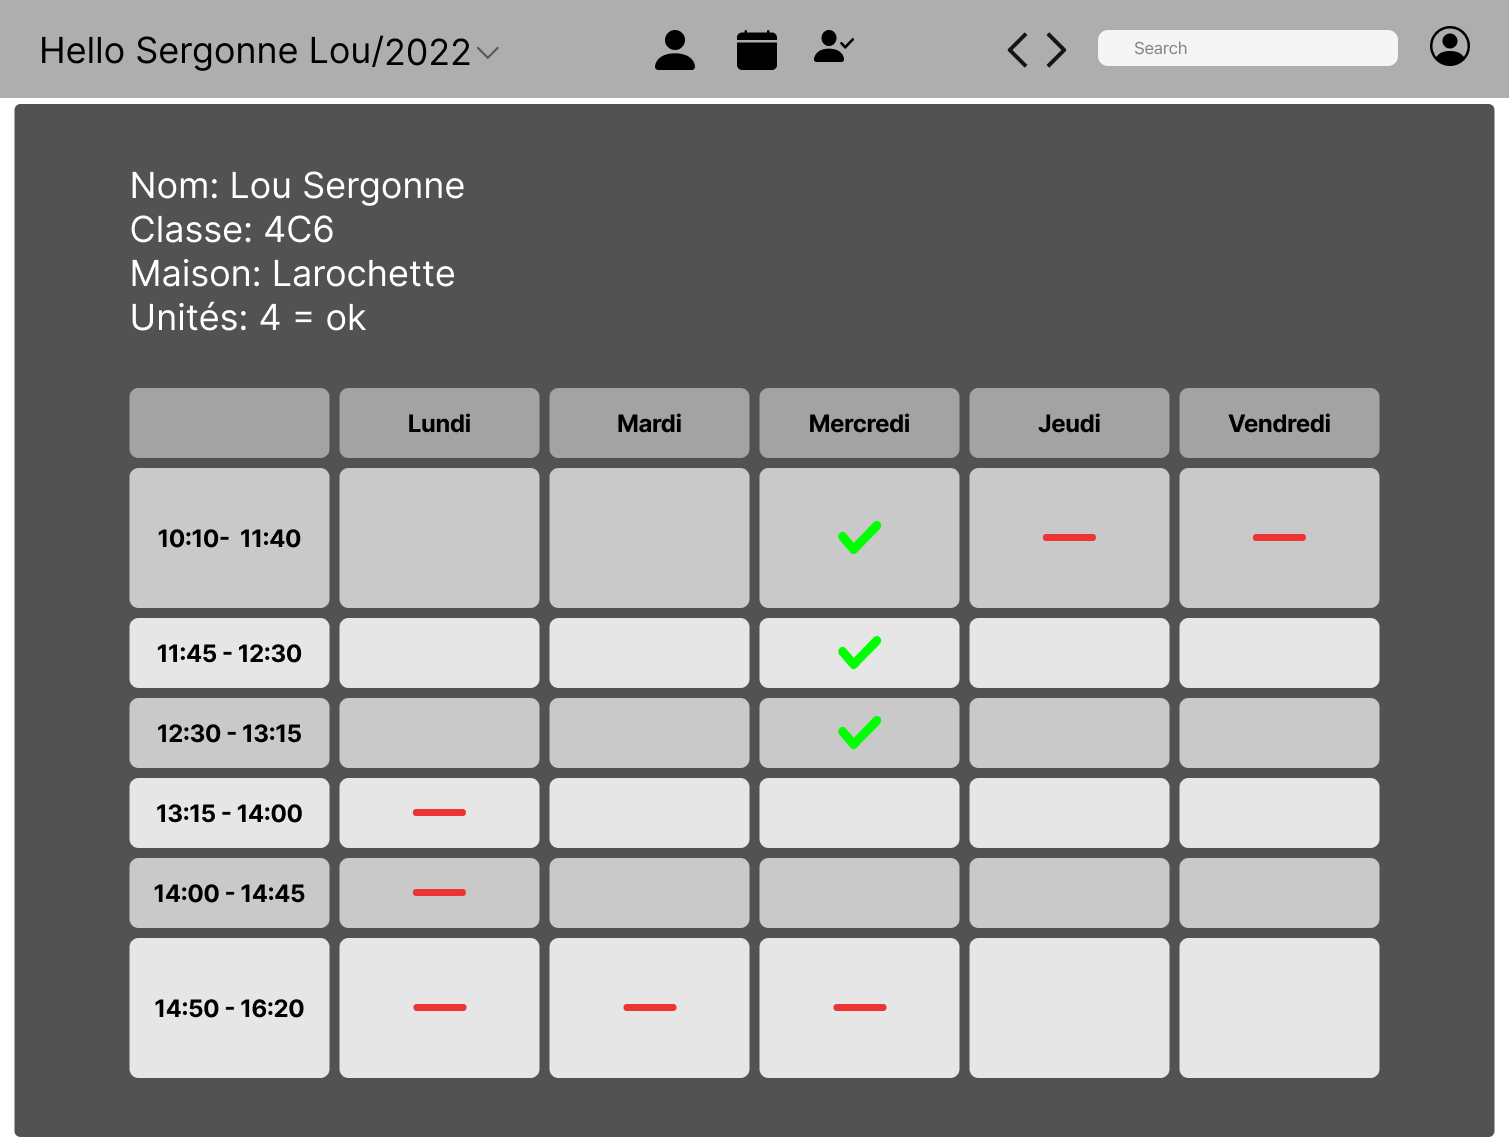 Hello Sergonne Lou/2022
Search
Nom: Lou Sergonne
Classe: 4C6
Maison: Larochette
Unités: 4 = ok
Lundi Mardi Mercredi Jeudi Vendredi
10:10- 11:40
11:45 - 12:30
12:30 - 13:15
13:15 - 14:00
14:00 - 14:45
14:50 - 16:20